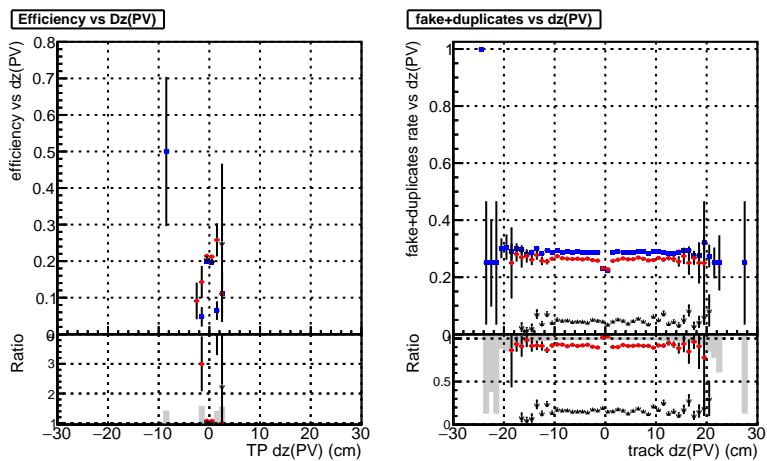 Efficiency vs Dz(PV)
efficiency vs dz(PV)
0.8
0.7
0.6
0.5
0.4
0.3
0.2
0.1
0
Ratio
3
2
1
−30 −20 −10 0 10 20 30
TP dz(PV) (cm)
fake+duplicates vs dz(PV)
fake+duplicates rate vs dz(PV)
1
0.8
0.6
0.4
0.2
Ratio
0.5
0
−30 −20 −10 0 10 20 30
track dz(PV) (cm)